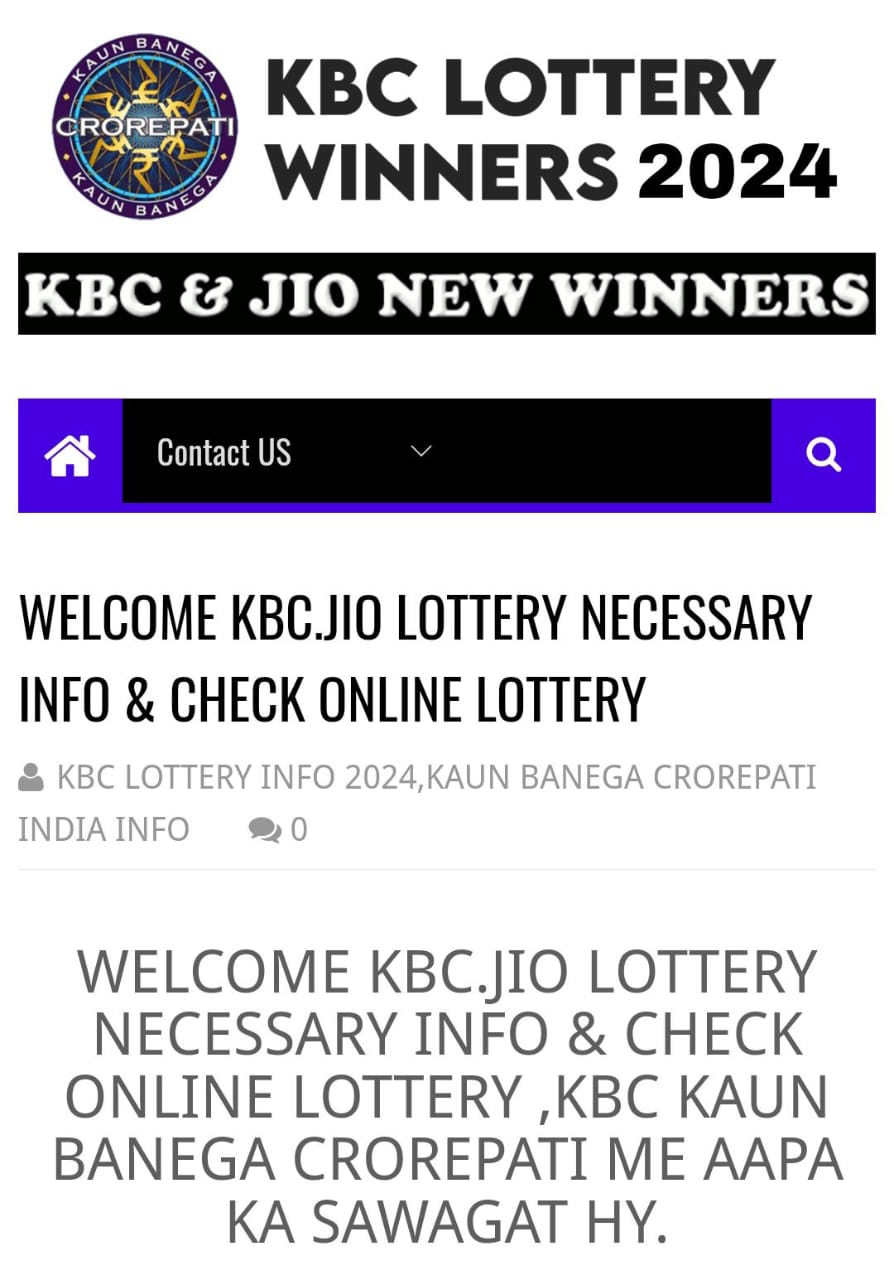 KAUN BANEGA
CROREPATI
KAUN BANEGA
KBC LOTTERY
WINNERS 2024
KBC & JIO NEW WINNERS
Contact US
WELCOME KBC.JIO LOTTERY NECESSARY
INFO & CHECK ONLINE LOTTERY
KBC LOTTERY INFO 2024,KAUN BANEGA CROREPATI
INDIA INFO 0
WELCOME KBC.JIO LOTTERY
NECESSARY INFO & CHECK
ONLINE LOTTERY ,KBC KAUN
BANEGA CROREPATI ME AAPA
KA SAWAGAT HY.